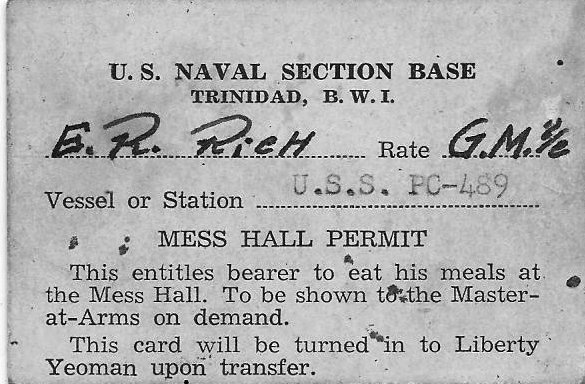 U. S. NAVAL SECTION BASE
TRINIDAD, B. W. I.
E. R. RICH Rate G.M. 2/c
Vessel or Station U.S.S. PC-489
MESS HALL PERMIT
This entitles bearer to eat his meals at
the Mess Hall. To be shown to the Master-
at-Arms on demand.
This card will be turned in to Liberty
Yeoman upon transfer.